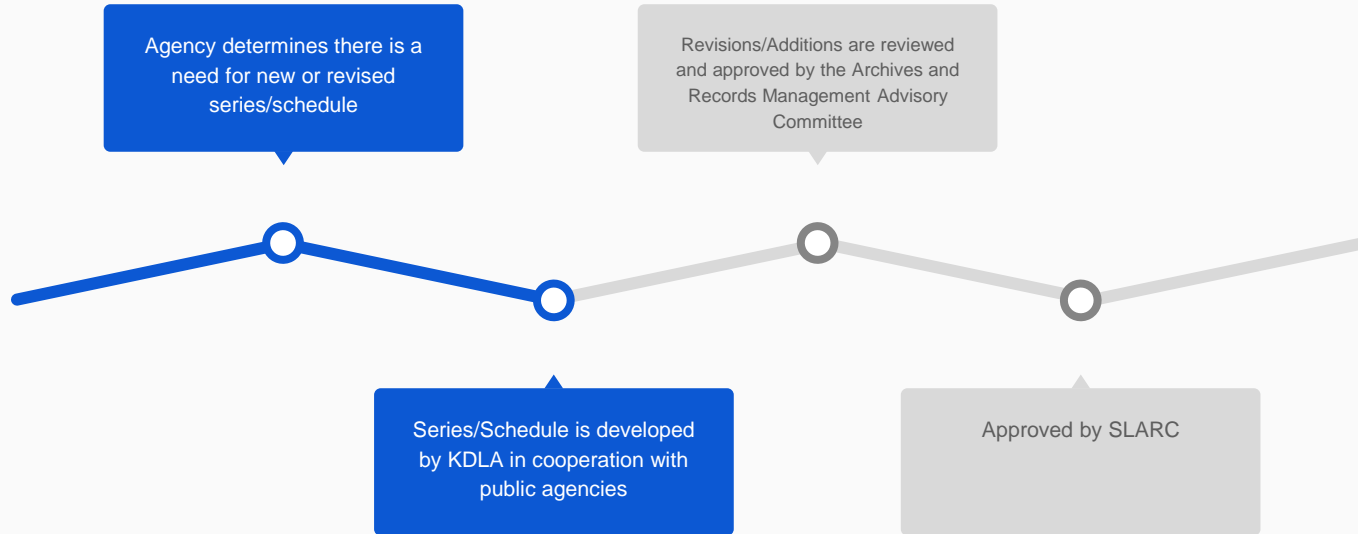 Agency determines there is a
need for new or revised
series/schedule
Series/Schedule is developed
by KDLA in cooperation with
public agencies
Revisions/Additions are reviewed
and approved by the Archives and
Records Management Advisory
Committee
Approved by SLARC